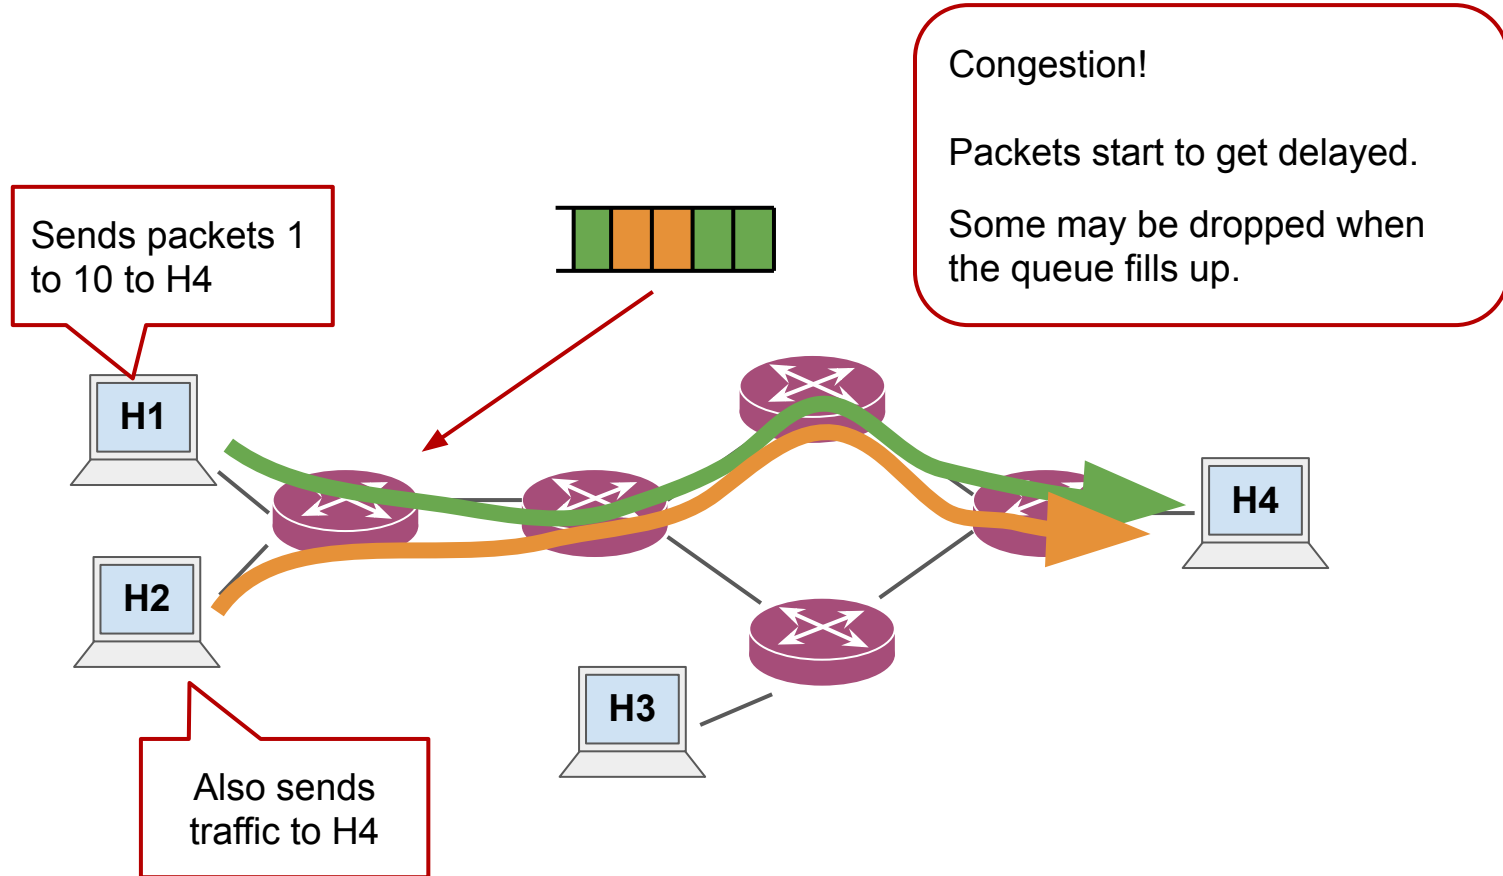 Congestion!
Packets start to get delayed.
Some may be dropped when
the queue fills up.
Sends packets 1
to 10 to H4
H1
H2
H4
H3
Also sends
traffic to H4